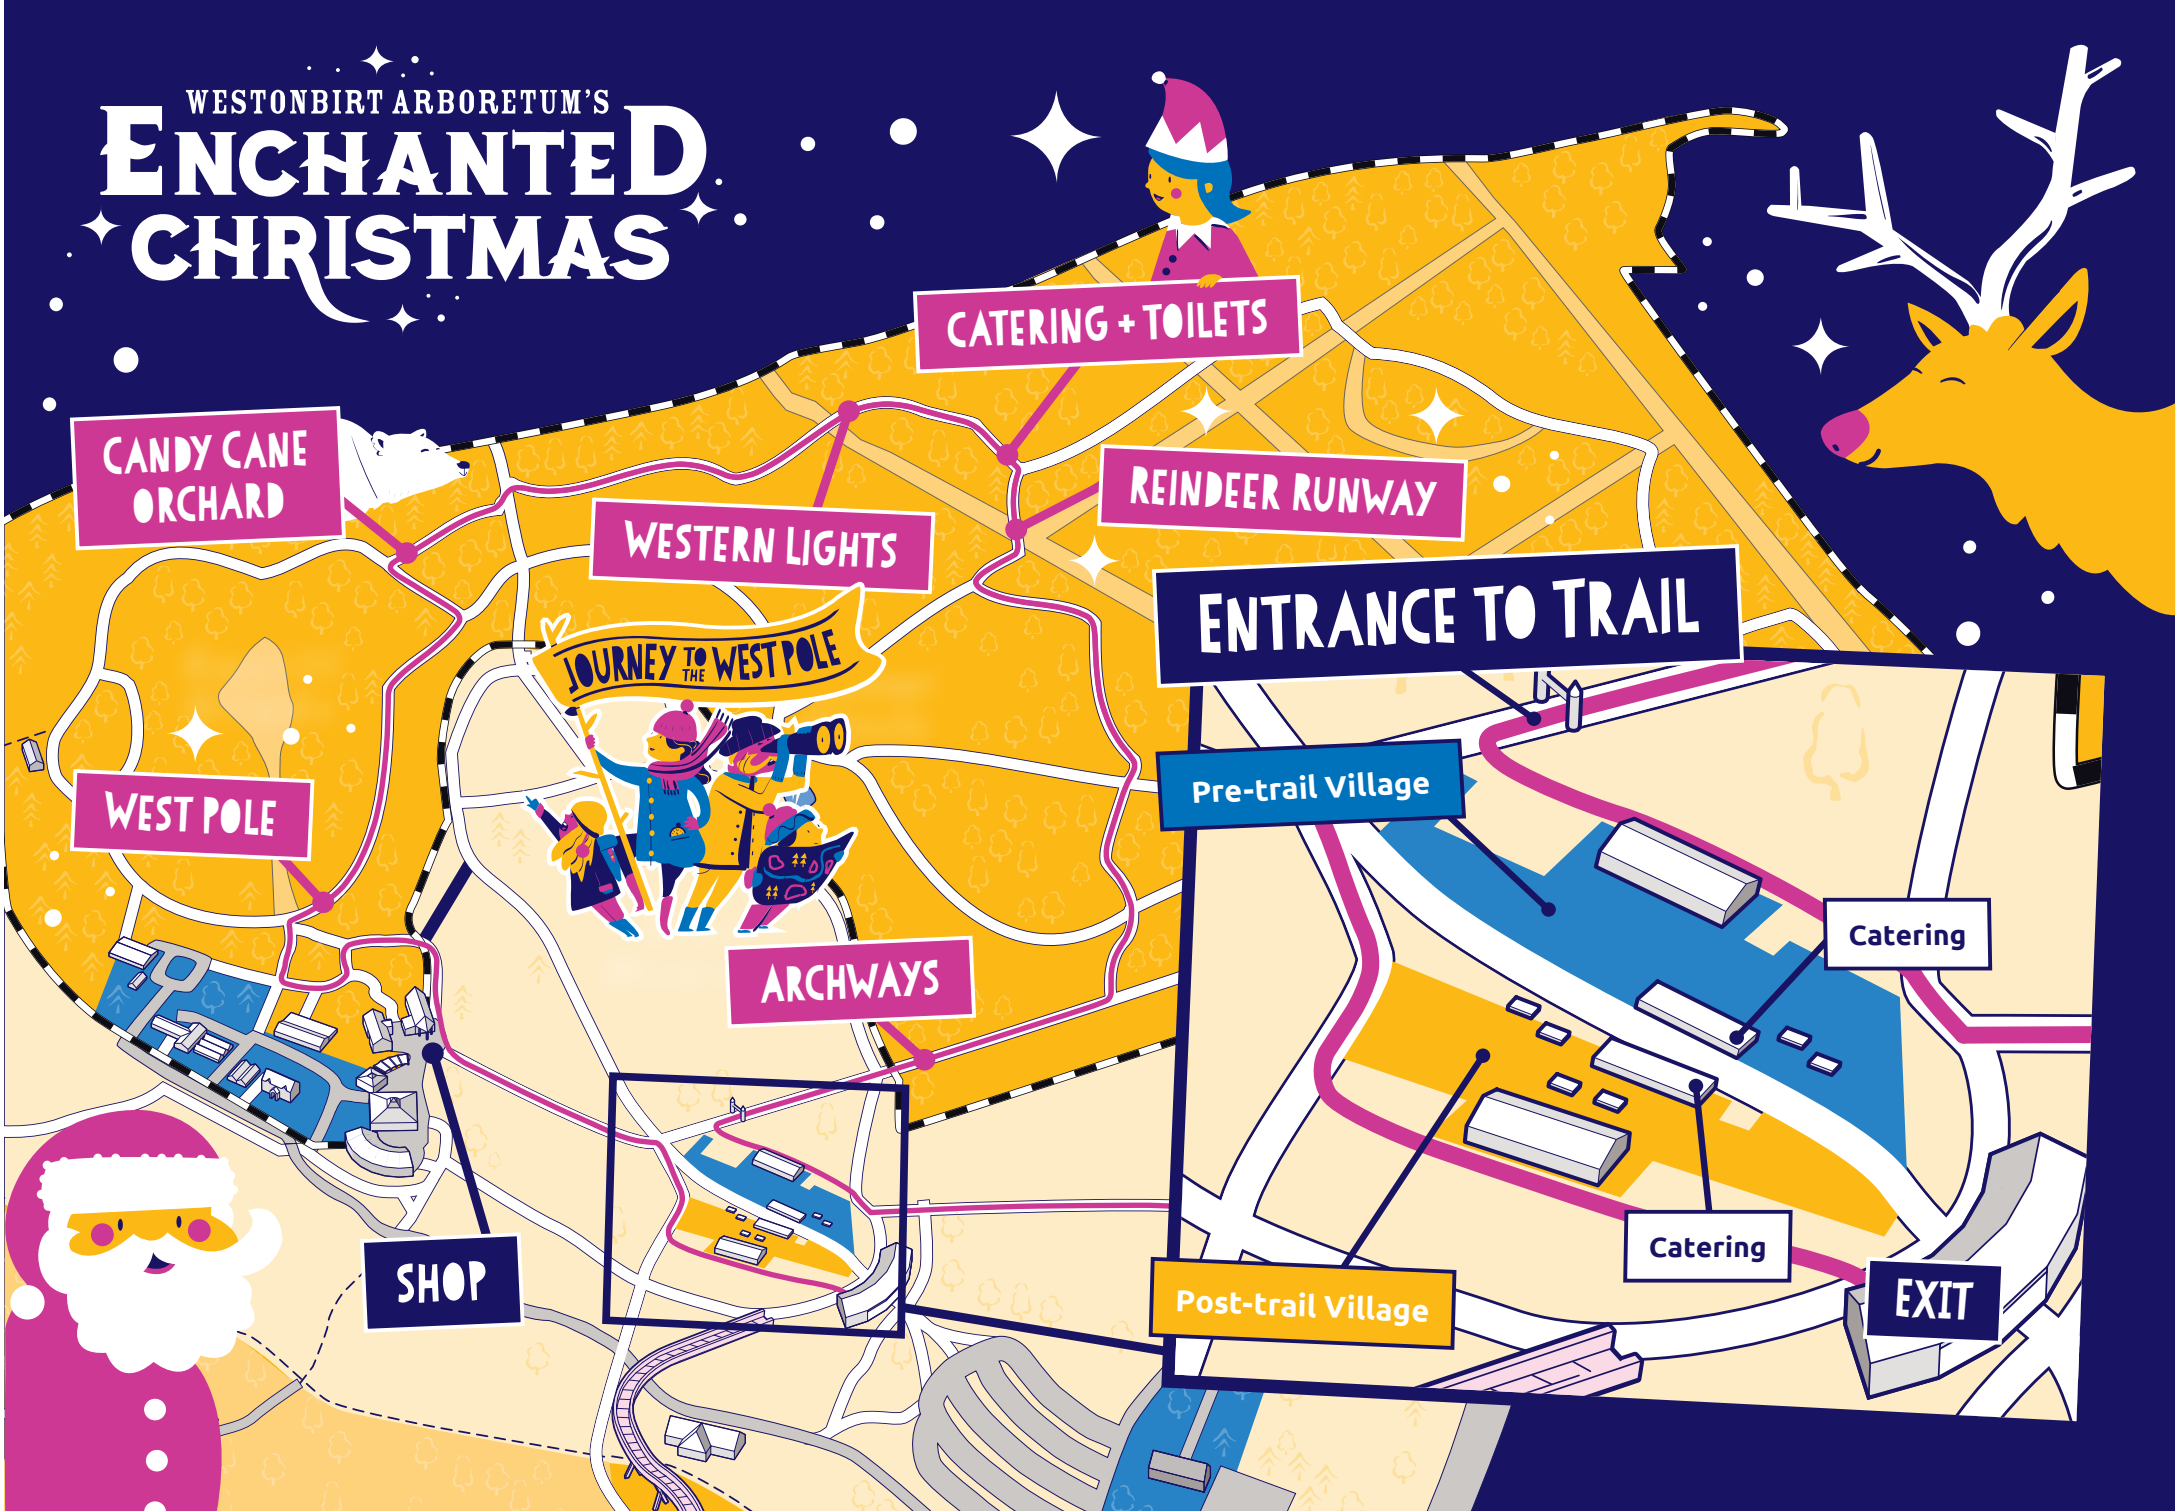 WESTONBIRT ARBORETUM'S
ENCHANTED
CHRISTMAS
CATERING + TOILETS
CANDY CANE
ORCHARD
REINDEER RUNWAY
WESTERN LIGHTS
ENTRANCE TO TRAIL
JOURNEY TO THE WEST POLE
Pre-trail Village
WEST POLE
Catering
ARCHWAYS
SHOP
Catering
Post-trail Village
EXIT